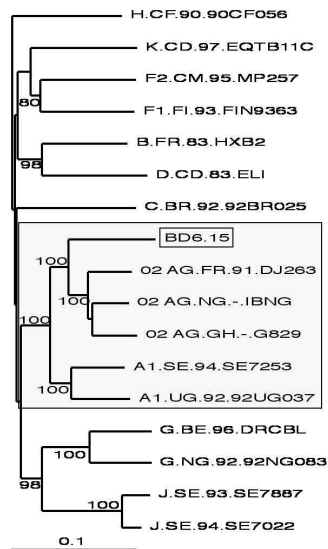 H.CF.90.90CF056
K.CD.97.EQTB11C
F2.CM.95.MP257
80
F1.FI.93.FIN9363
B.FR.83.HXB2
98
D.CD.83.ELI
C.BR.92.92BR025
BD6.15
100
02 AG.FR.91.DJ263
100
02 AG.NG.-.IBNG
100
02 AG.GH.-.G829
A1.SE.94.SE7253
100
A1.UG.92.92UG037
G.BE.96.DRCBL
100
G.NG.92.92NG083
98
J.SE.93.SE7887
100
J.SE.94.SE7022
0.1